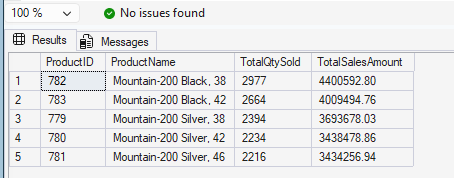 100 % No issues found
Results Messages
ProductID ProductName TotalQtySold TotalSalesAmount
1 782 Mountain-200 Black, 38 2977 4400592.80
2 783 Mountain-200 Black, 42 2664 4009494.76
3 779 Mountain-200 Silver, 38 2394 3693678.03
4 780 Mountain-200 Silver, 42 2234 3438478.86
5 781 Mountain-200 Silver, 46 2216 3434256.94